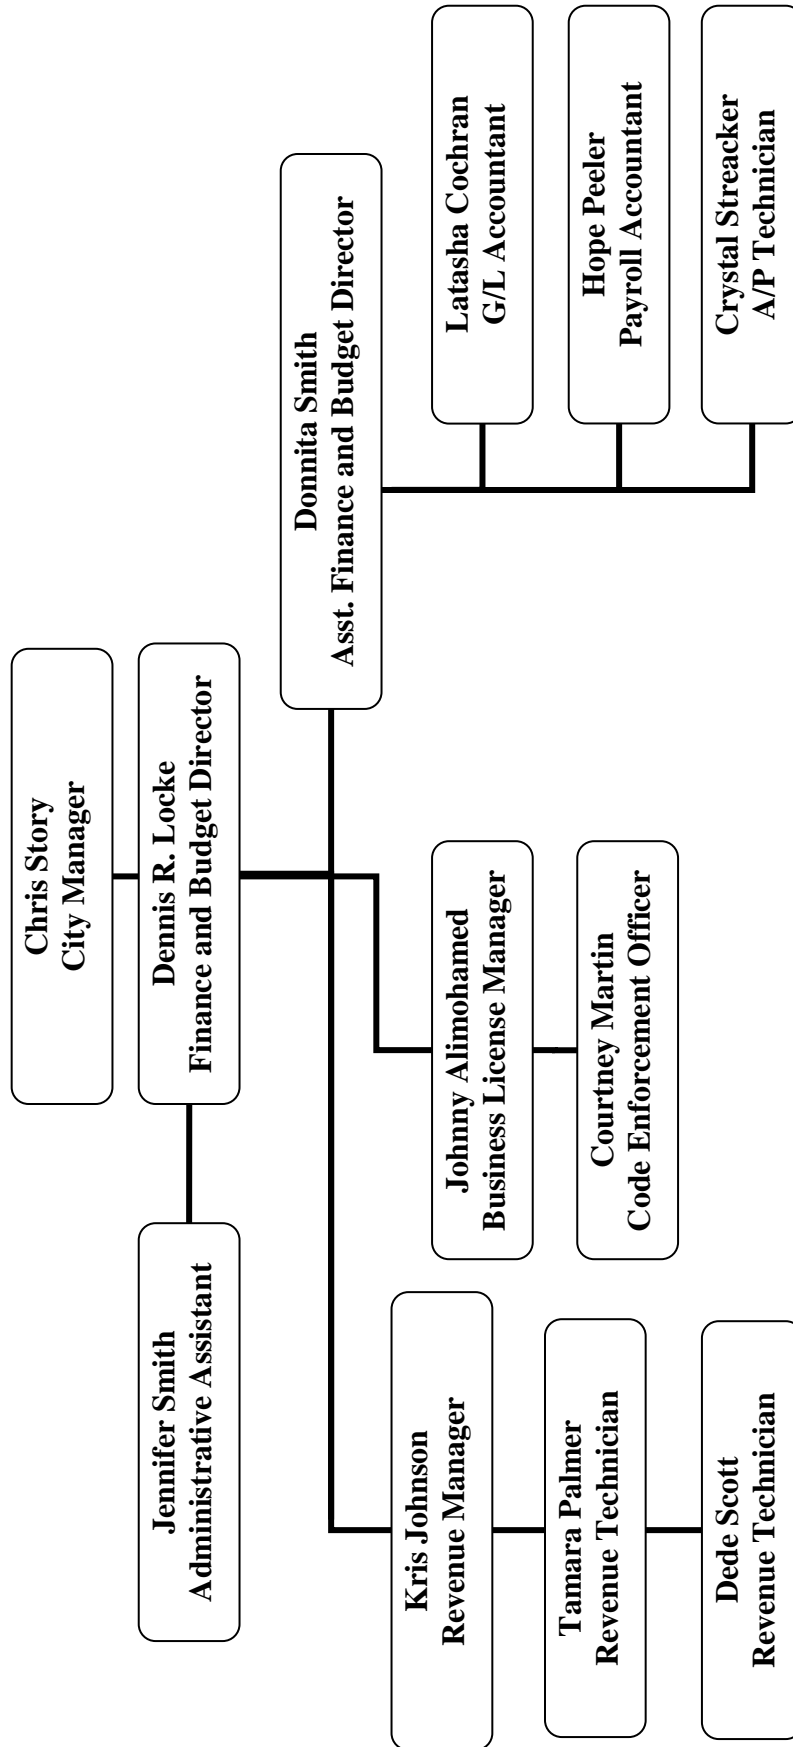 Chris Story
City Manager
Jennifer Smith
Administrative Assistant
Dennis R. Locke
Finance and Budget Director
Donnita Smith
Asst. Finance and Budget Director
Kris Johnson
Revenue Manager
Tamara Palmer
Revenue Technician
Dede Scott
Revenue Technician
Johnny Alimohamed
Business License Manager
Courtney Martin
Code Enforcement Officer
Latasha Cochran
G/L Accountant
Hope Peeler
Payroll Accountant
Crystal Streacker
A/P Technician